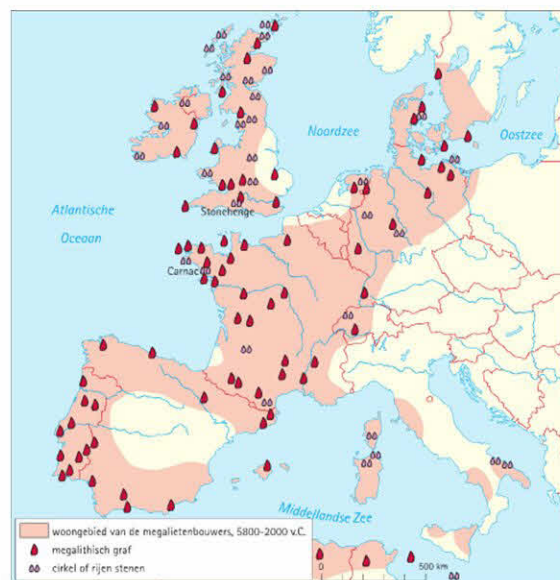 Noordzee
Oostzee
Atlantische
Oceaan
Stonehenge
Carnac
Middellandse Zee
woongebied van de megalietenbouwers, 5800-2000 v.C.
megalithisch graf
cirkel of rijen stenen
0
500 km